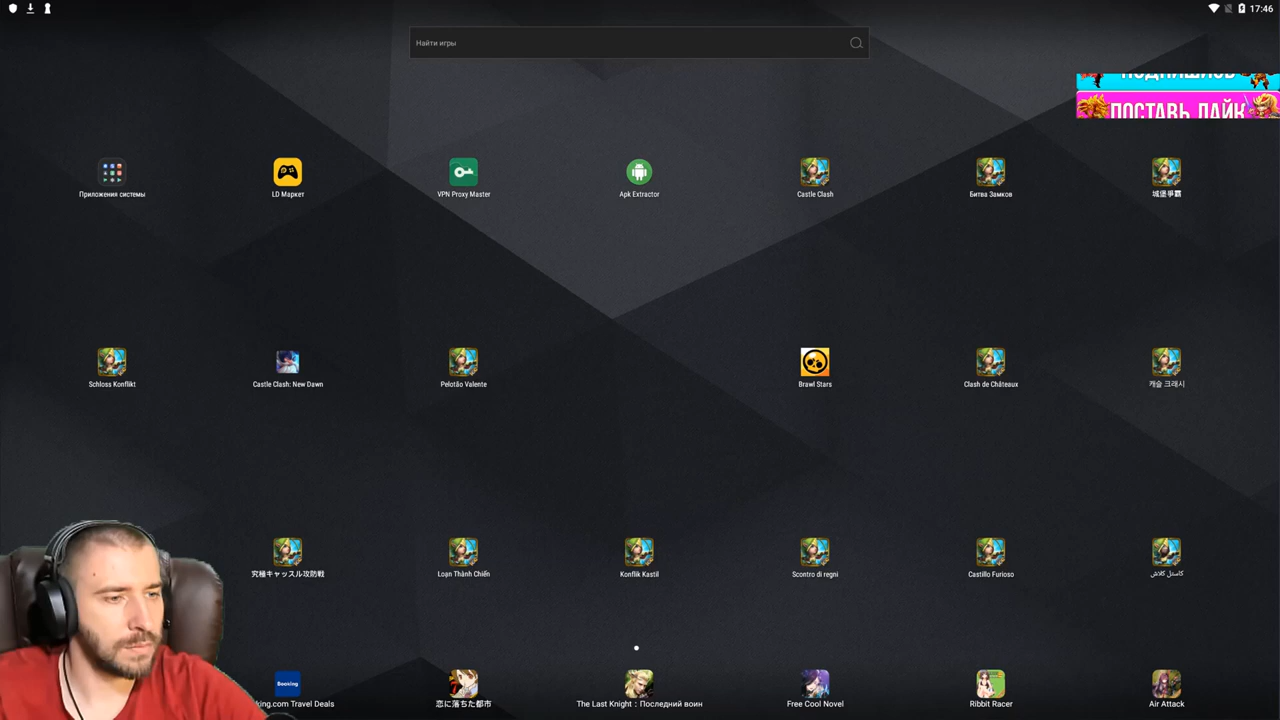 17:46
Найти игры
ПОДПИШИСЬ
ПОСТАВЬ ЛАЙК
Приложения системы
LD Маркет
VPN Proxy Master
Apk Extractor
Castle Clash
Битва Замков
城堡爭霸
Schloss Konflikt
Castle Clash: New Dawn
Pelotão Valente
Brawl Stars
Clash de Châteaux
캐슬 크래시
究極キャッスル攻防戦
Loạn Thành Chiến
Konflik Kastil
Scontro di regni
Castillo Furioso
كاسل كلاش
Booking
king.com Travel Deals
恋に落ちた都市
The Last Knight : Последний воин
Free Cool Novel
Ribbit Racer
Air Attack